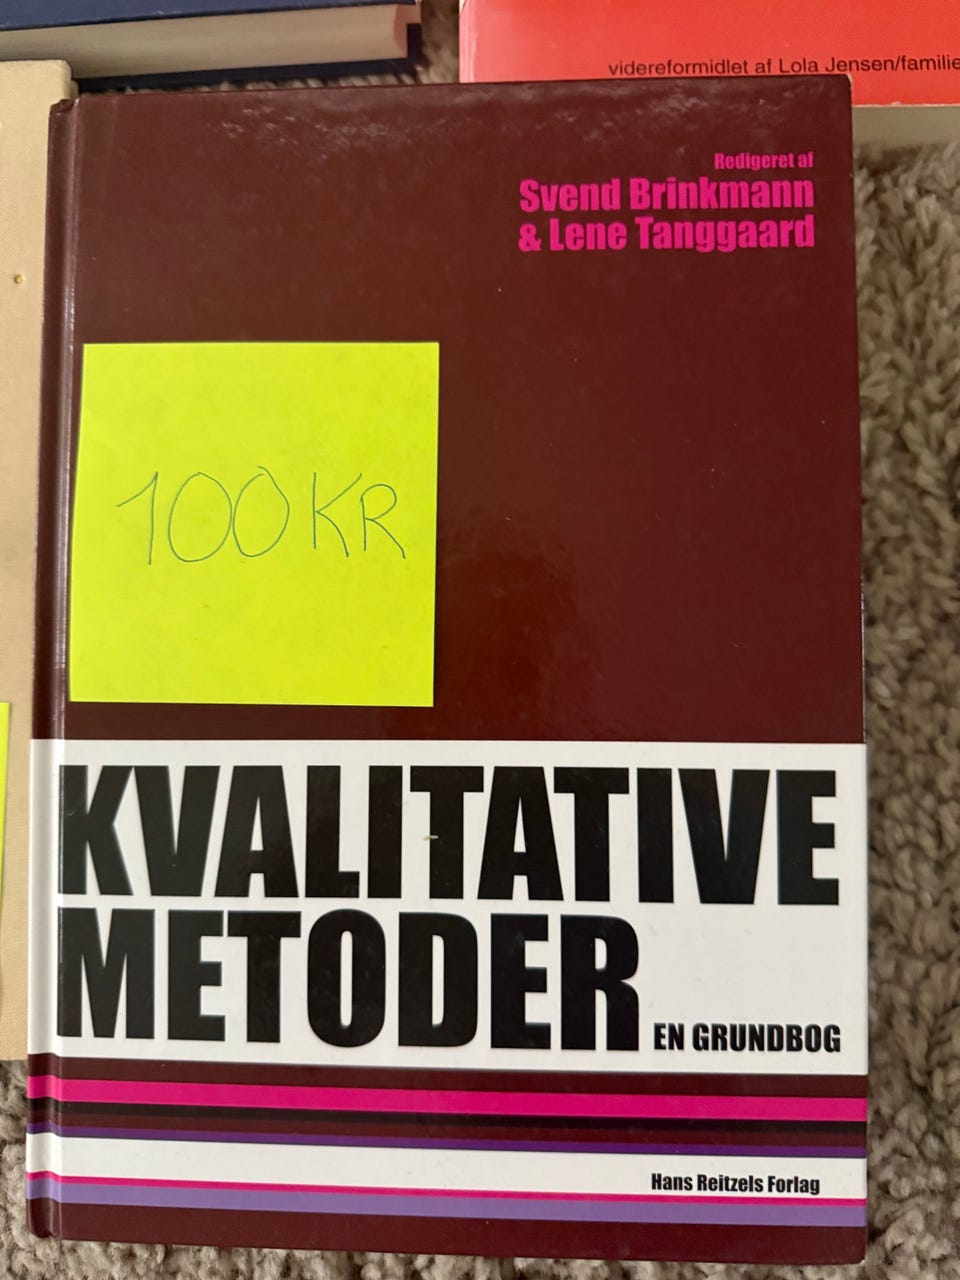 videreformidlet af Lola Jensen/familie
Redigeret af
Svend Brinkmann
& Lene Tanggaard
100 KR
KVALITATIVE
METODER
EN GRUNDBOG
Hans Reitzels Forlag